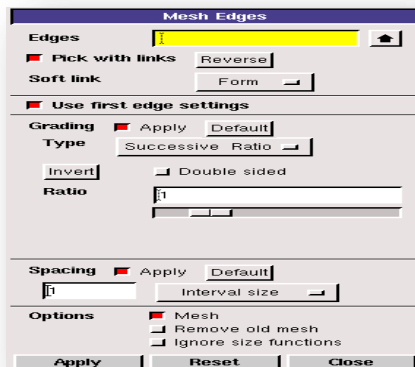 Mesh Edges
Edges
Pick with links Reverse
Soft link Form
Use first edge settings
Grading Apply Default
Type Successive Ratio
Invert Double sided
Ratio 1
Spacing Apply Default
1 Interval size
Options Mesh
Remove old mesh
Ignore size functions
Apply Reset Close